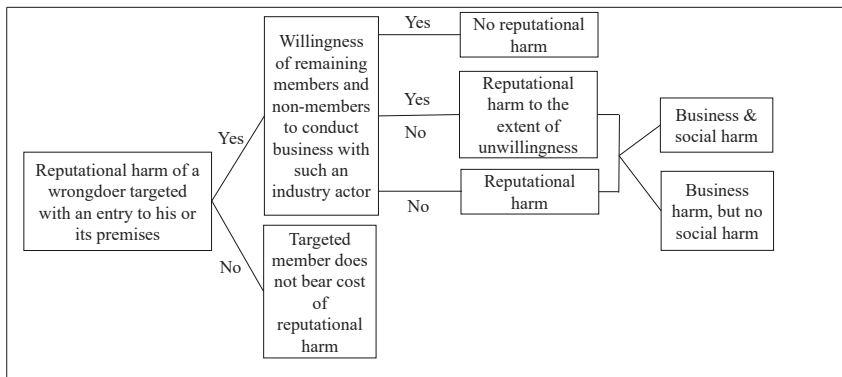 Reputational harm of a
wrongdoer targeted
with an entry to his or
its premises
Yes
No
Willingness
of remaining
members and
non-members
to conduct
business with
such an
industry actor
Targeted
member does
not bear cost
of
reputational
harm
Yes
Yes
No
No
No reputational
harm
Reputational
harm to the
extent of
unwillingness
Reputational
harm
Business &
social harm
Business
harm, but no
social harm